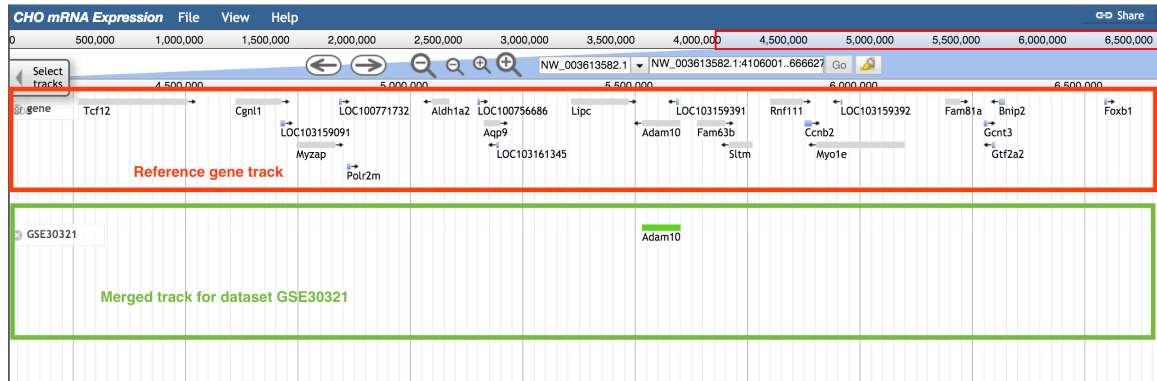 CHO mRNA Expression File View Help Share
0 500,000 1,000,000 1,500,000 2,000,000 2,500,000 3,000,000 3,500,000 4,000,000 4,500,000 5,000,000 5,500,000 6,000,000 6,500,000
NW_003613582.1 NW_003613582.1:4106001..666627 Go
Select
tracks
4,500,000 5,000,000 5,500,000 6,000,000 6,500,000
gene Tcf12 Cgnl1 LOC100771732 Aldh1a2 LOC100756686 Lipc LOC103159391 Rnf111 LOC103159392 Fam81a Bnip2 Foxb1
LOC103159091 Aqp9 Adam10 Fam63b Ccnb2 Gcnt3
Myzap LOC103161345 Sltm Myo1e Gtf2a2
Reference gene track Polr2m
GSE30321 Adam10
Merged track for dataset GSE30321